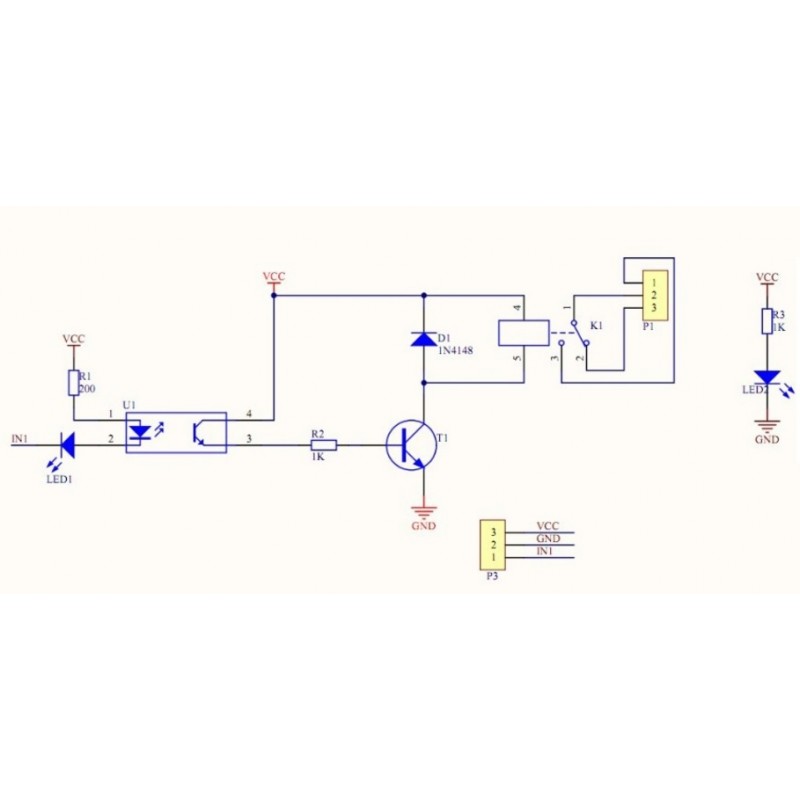 VCC
VCC
R1
200
U1
1
4
IN1
2
3
LED1
R2
1K
D1
1N4148
T1
GND
4
5
1
K1
3
2
1
2
3
P1
VCC
R3
1K
LED2
GND
3
VCC
2
GND
1
IN1
P3